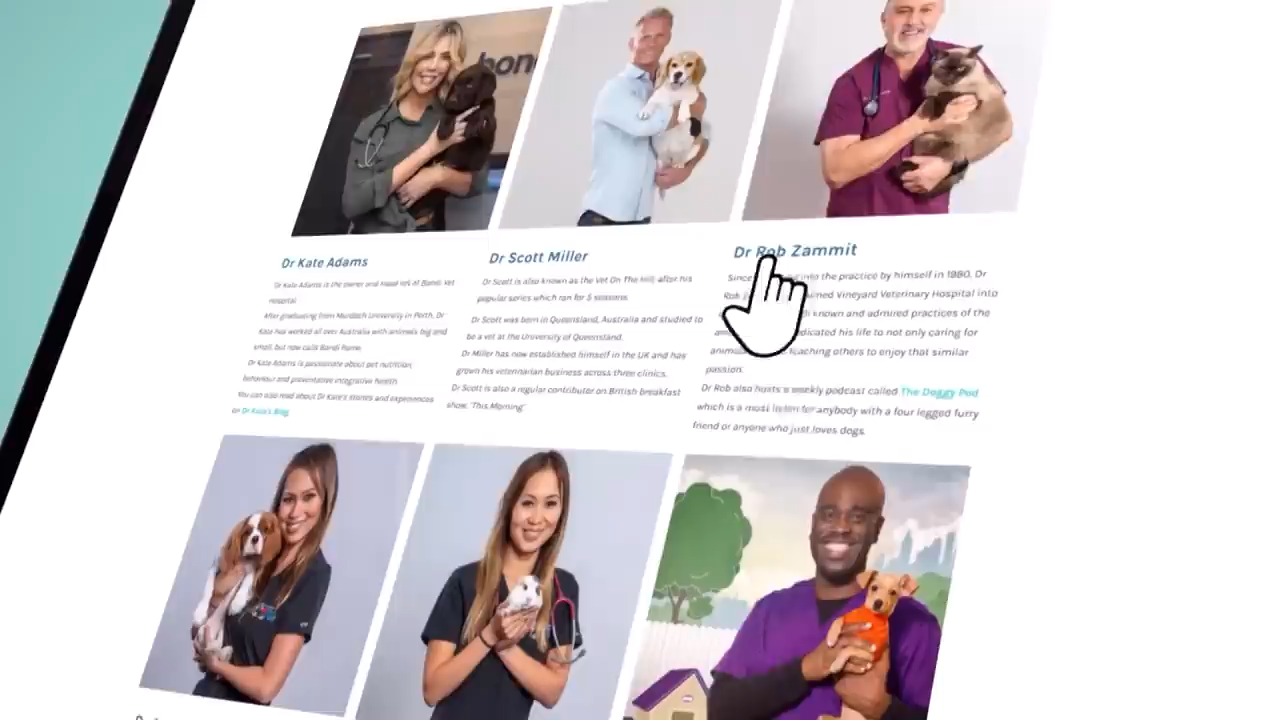 bon
Dr Kate Adams
Dr Kate Adams is the owner and Head Vet of Bondi Vet
Hospital.
After graduating from Murdoch University in Perth, Dr
Kate has worked all over Australia with animals big and
small, but now calls Bondi home.
Dr Kate Adams is passionate about pet nutrition,
behaviour and preventative integrative health.
You can also read about Dr Kate's stories and experiences
on Dr Kate's Blog
Dr Scott Miller
Dr Scott is also known as the Vet On The Hill, after his
popular series which ran for 5 seasons.
Dr Scott was born in Queensland, Australia and studied to
be a vet at the University of Queensland.
Dr Miller has now established himself in the UK and has
grown his veterinarian business across three clinics.
Dr Scott is also a regular contributor on British breakfast
show, 'This Morning'
Dr Rob Zammit
Since into the practice by himself in 1980, Dr
Rob Vineyard Veterinary Hospital into
known and admired practices of the
dedicated his life to not only caring for
teaching others to enjoy that similar
passion.
Dr Rob also hosts a weekly podcast called The Doggy Pod
which is a must listen for anybody with a four legged furry
friend or anyone who just loves dogs.